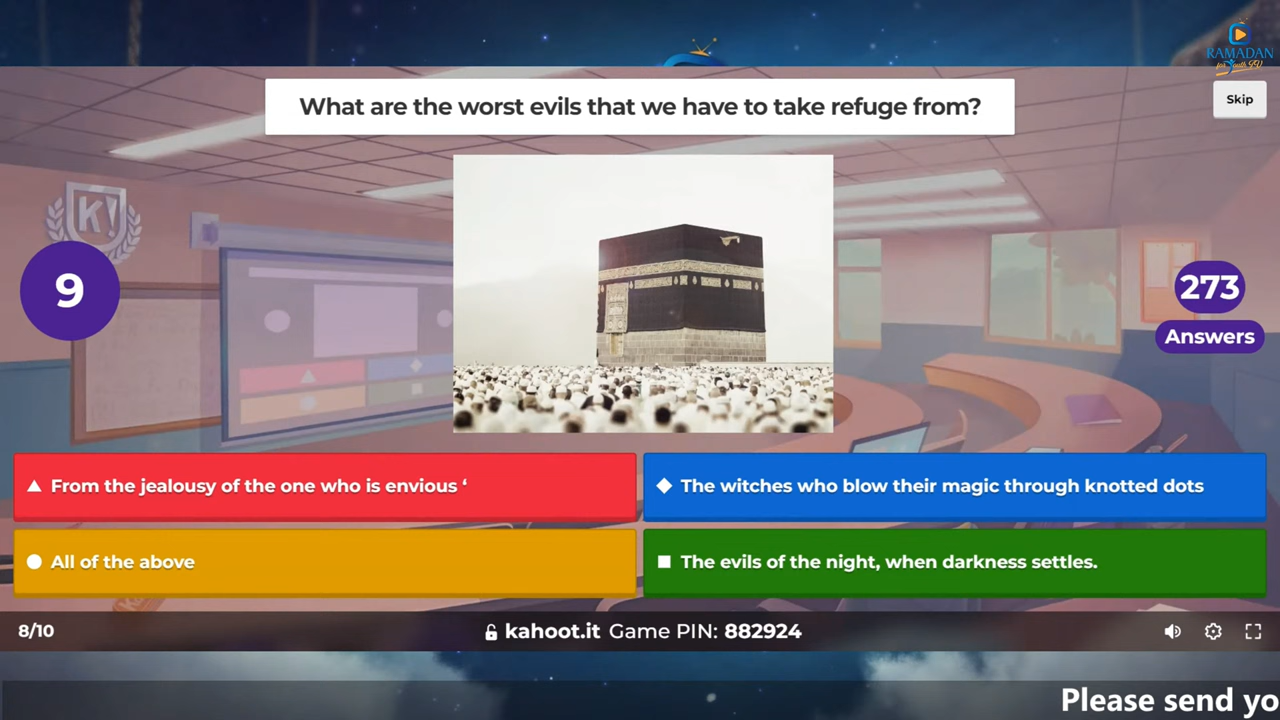 RAMADAN
for Youth TV
What are the worst evils that we have to take refuge from?
Skip
K!
9
273
Answers
From the jealousy of the one who is envious ‘
The witches who blow their magic through knotted dots
All of the above
The evils of the night, when darkness settles.
8/10
kahoot.it Game PIN: 882924
Please send yo